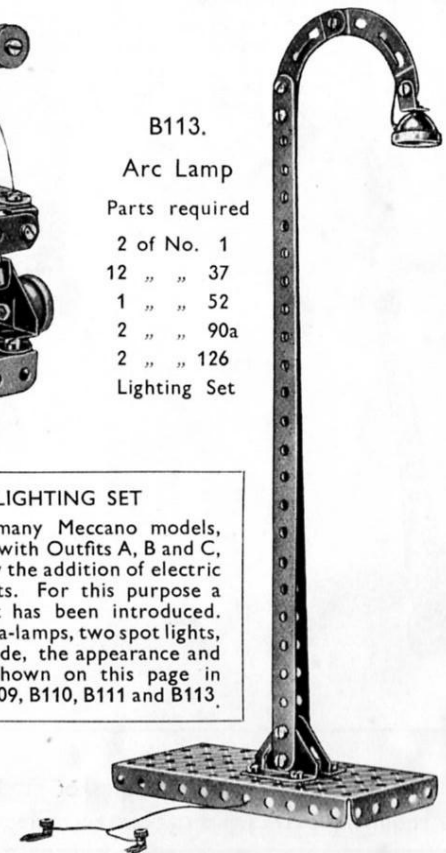 B113.
Arc Lamp
Parts required
2 of No. 1
12 „ „ 37
1 „ „ 52
2 „ „ 90a
2 „ „ 126
Lighting Set
LIGHTING SET
many Meccano models,
with Outfits A, B and C,
the addition of electric
ts. For this purpose a
has been introduced.
a-lamps, two spot lights,
de, the appearance and
hown on this page in
09, B110, B111 and B113